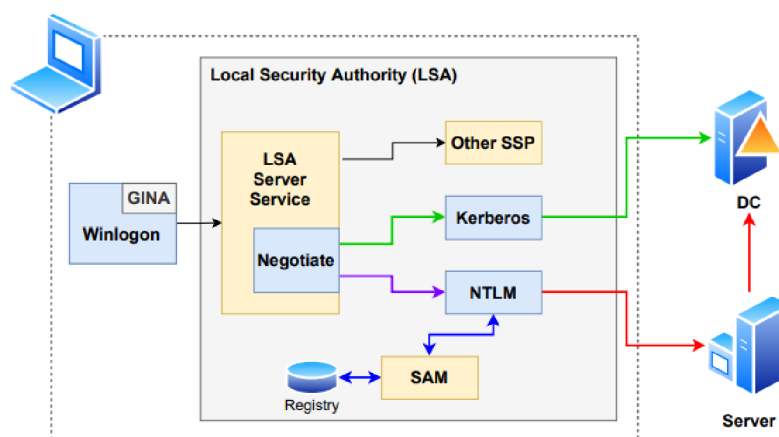 Local Security Authority (LSA)
GINA
Winlogon
LSA
Server
Service
Negotiate
Other SSP
Kerberos
NTLM
SAM
Registry
DC
Server